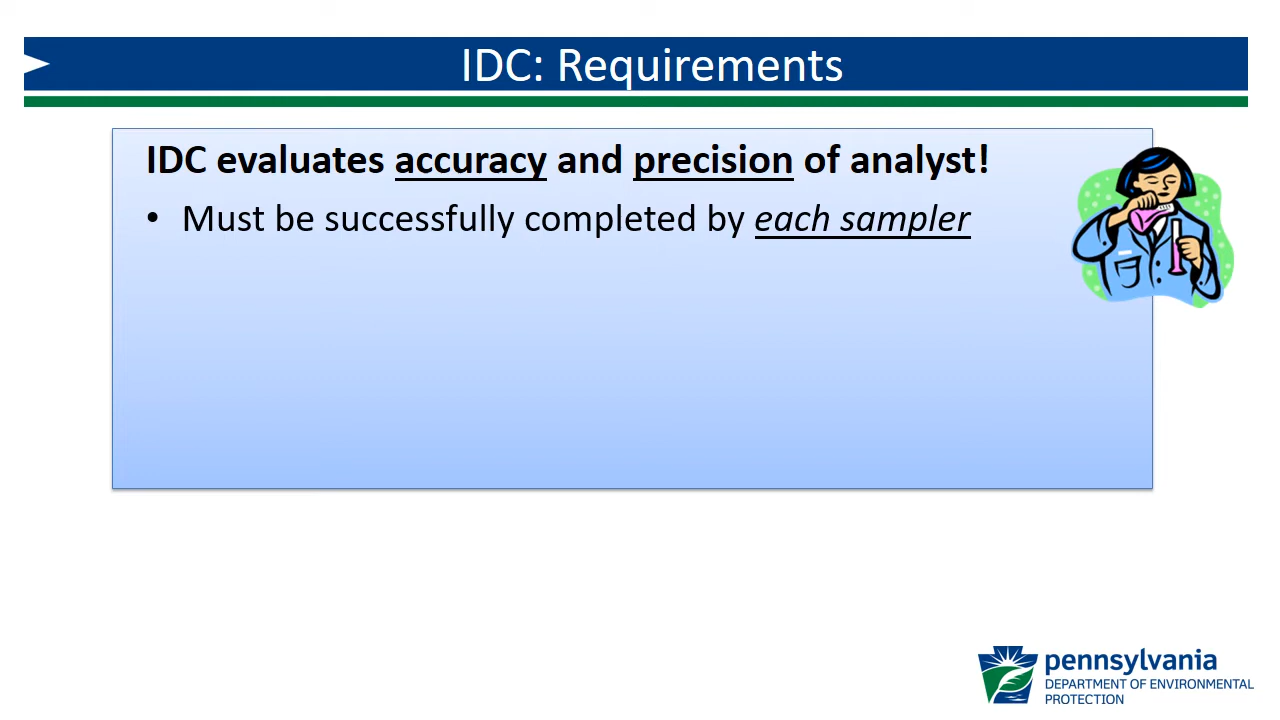 IDC: Requirements
IDC evaluates accuracy and precision of analyst!
• Must be successfully completed by each sampler
pennsylvania
DEPARTMENT OF ENVIRONMENTAL
PROTECTION